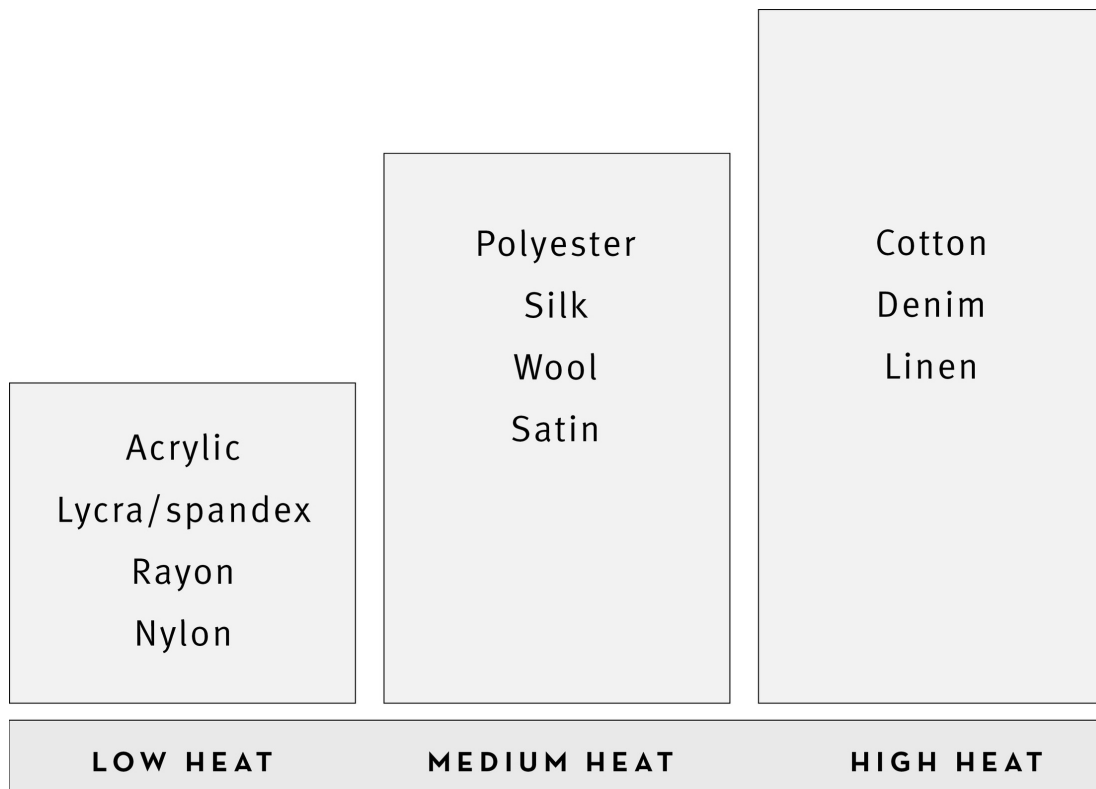 Acrylic
Lycra/spandex
Rayon
Nylon
Polyester
Silk
Wool
Satin
Cotton
Denim
Linen
LOW HEAT
MEDIUM HEAT
HIGH HEAT